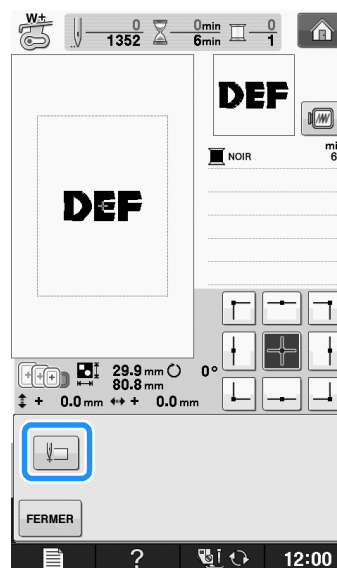 W±
0 0min 0
1352 6min 1
DEF
NOIR mi
6
DEF
29.9 mm 0°
80.8 mm
+ 0.0 mm + 0.0 mm
FERMER
? 12:00